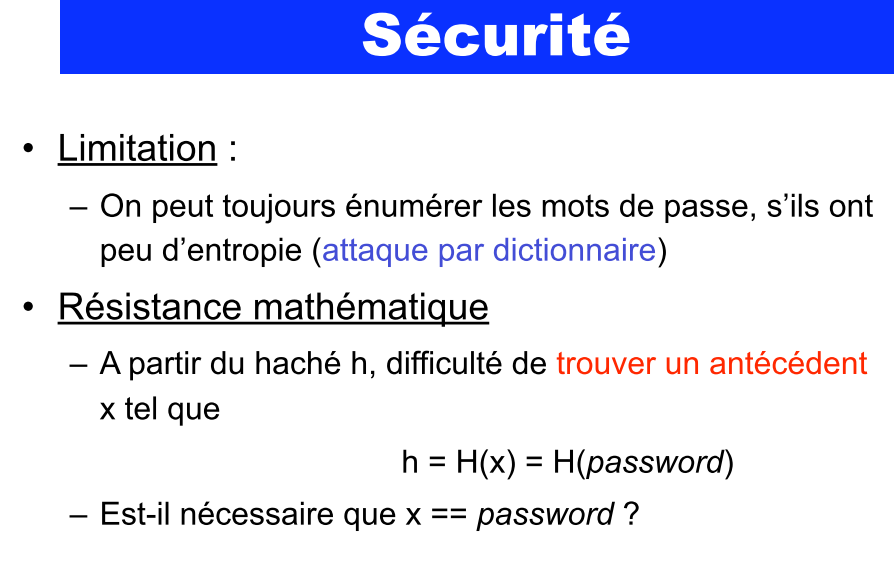 Sécurité
• Limitation :
– On peut toujours énumérer les mots de passe, s’ils ont
peu d’entropie (attaque par dictionnaire)
• Résistance mathématique
– A partir du haché h, difficulté de trouver un antécédent
x tel que
h = H(x) = H(password)
– Est-il nécessaire que x == password ?